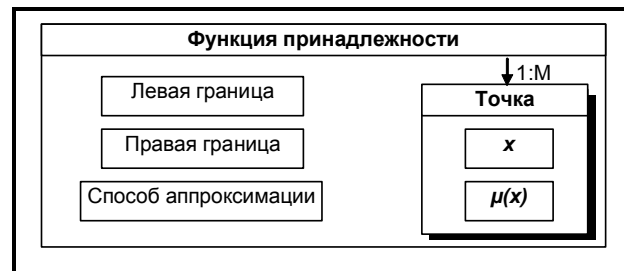 Функция принадлежности
1:М
Левая граница
Точка
Правая граница
x
Способ аппроксимации
μ(x)